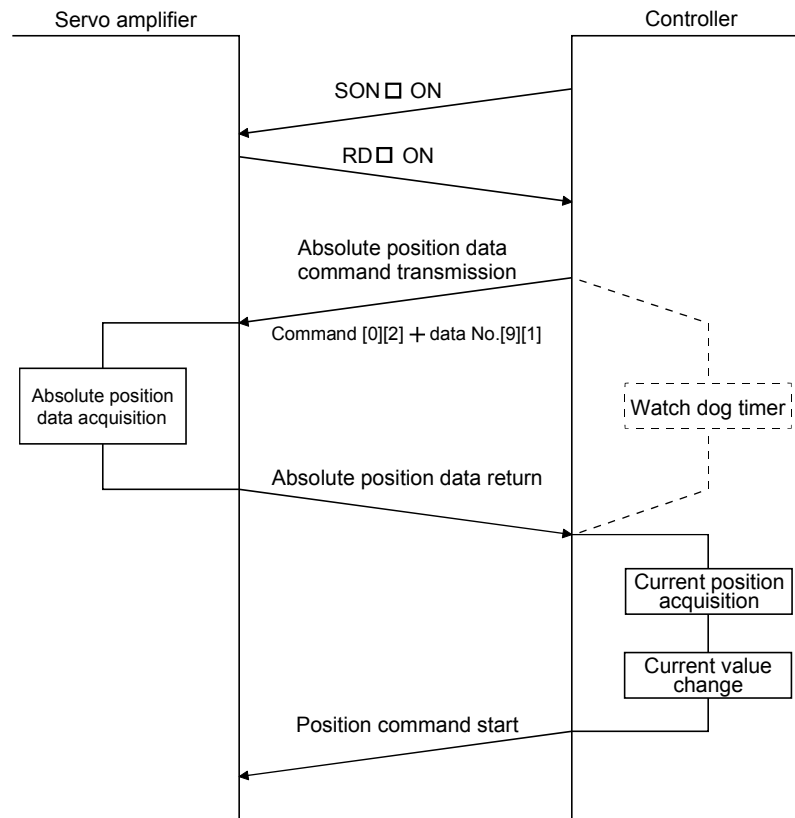 Servo amplifier
Controller
SON□ ON
RD□ ON
Absolute position data
command transmission
Command [0][2] + data No.[9][1]
Absolute position
data acquisition
Watch dog timer
Absolute position data return
Current position
acquisition
Current value
change
Position command start